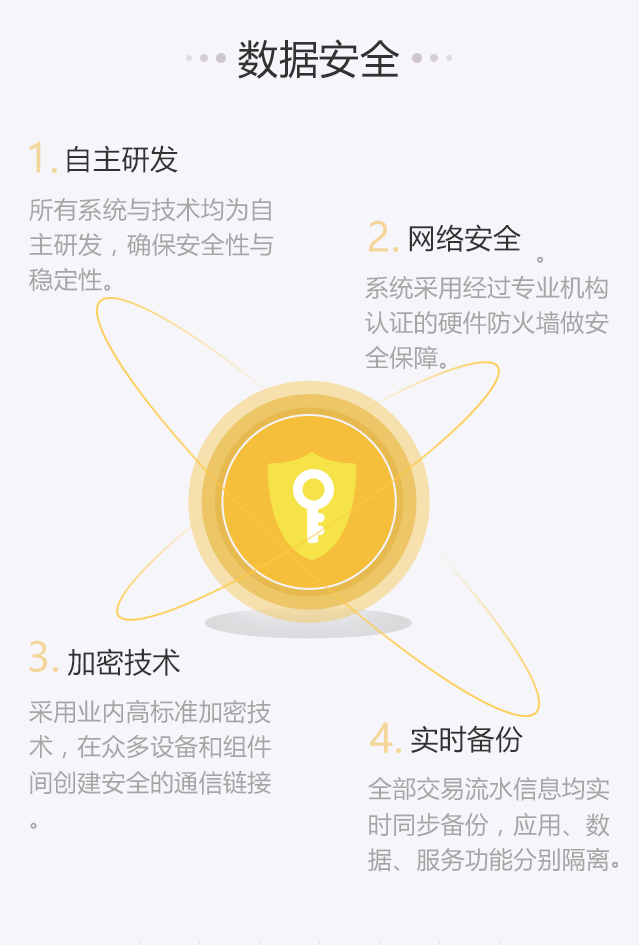 数据安全
1. 自主研发
所有系统与技术均为自
主研发，确保安全性与
稳定性。
2. 网络安全
。
系统采用经过专业机构
认证的硬件防火墙做安
全保障。
3. 加密技术
采用业内高标准加密技
术，在众多设备和组件
间创建安全的通信链接
。
4. 实时备份
全部交易流水信息均实
时同步备份，应用、数
据、服务功能分别隔离。